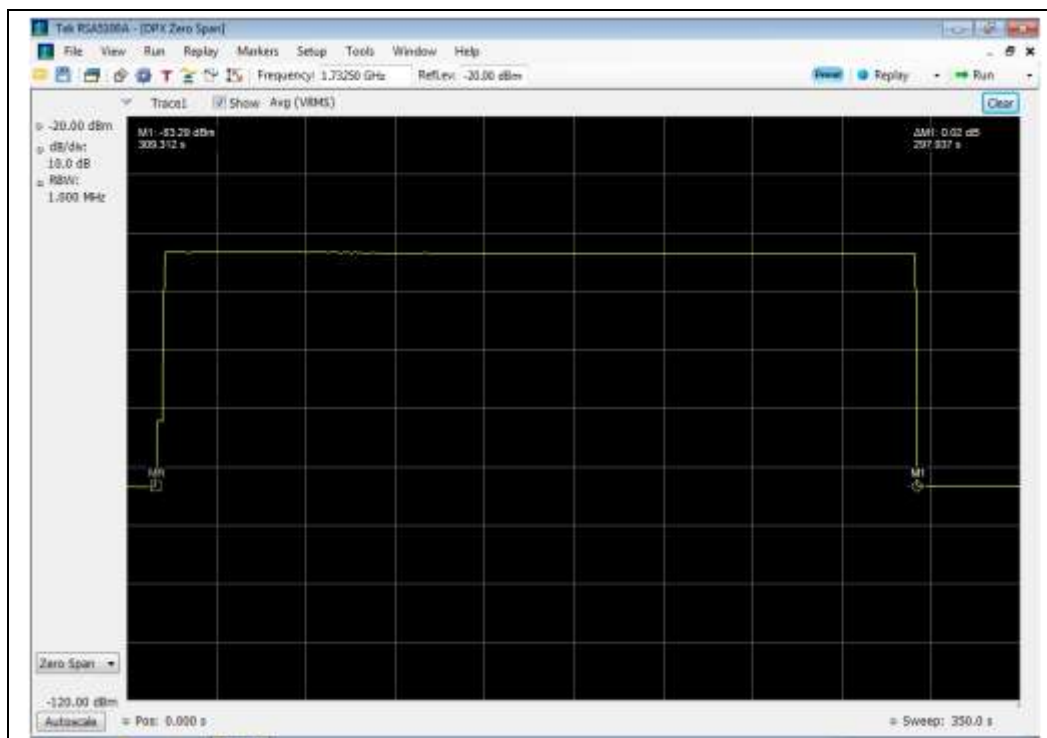 Tek RSA5100A - [DPX Zero Span]
File View Run Replay Markers Setup Tools Window Help
Frequency: 1.73250 GHz RefLev: -20.00 dBm Preset Replay Run
Trace1 Show Avg (VRMS) Clear
-20.00 dBm
dB/div:
10.0 dB
RBW:
1.000 MHz
M1: -83.29 dBm
309.312 s
ΔM1: 0.02 dB
297.937 s
MR
M1
Zero Span
-120.00 dBm
Autoscale Pos: 0.000 s Sweep: 350.0 s